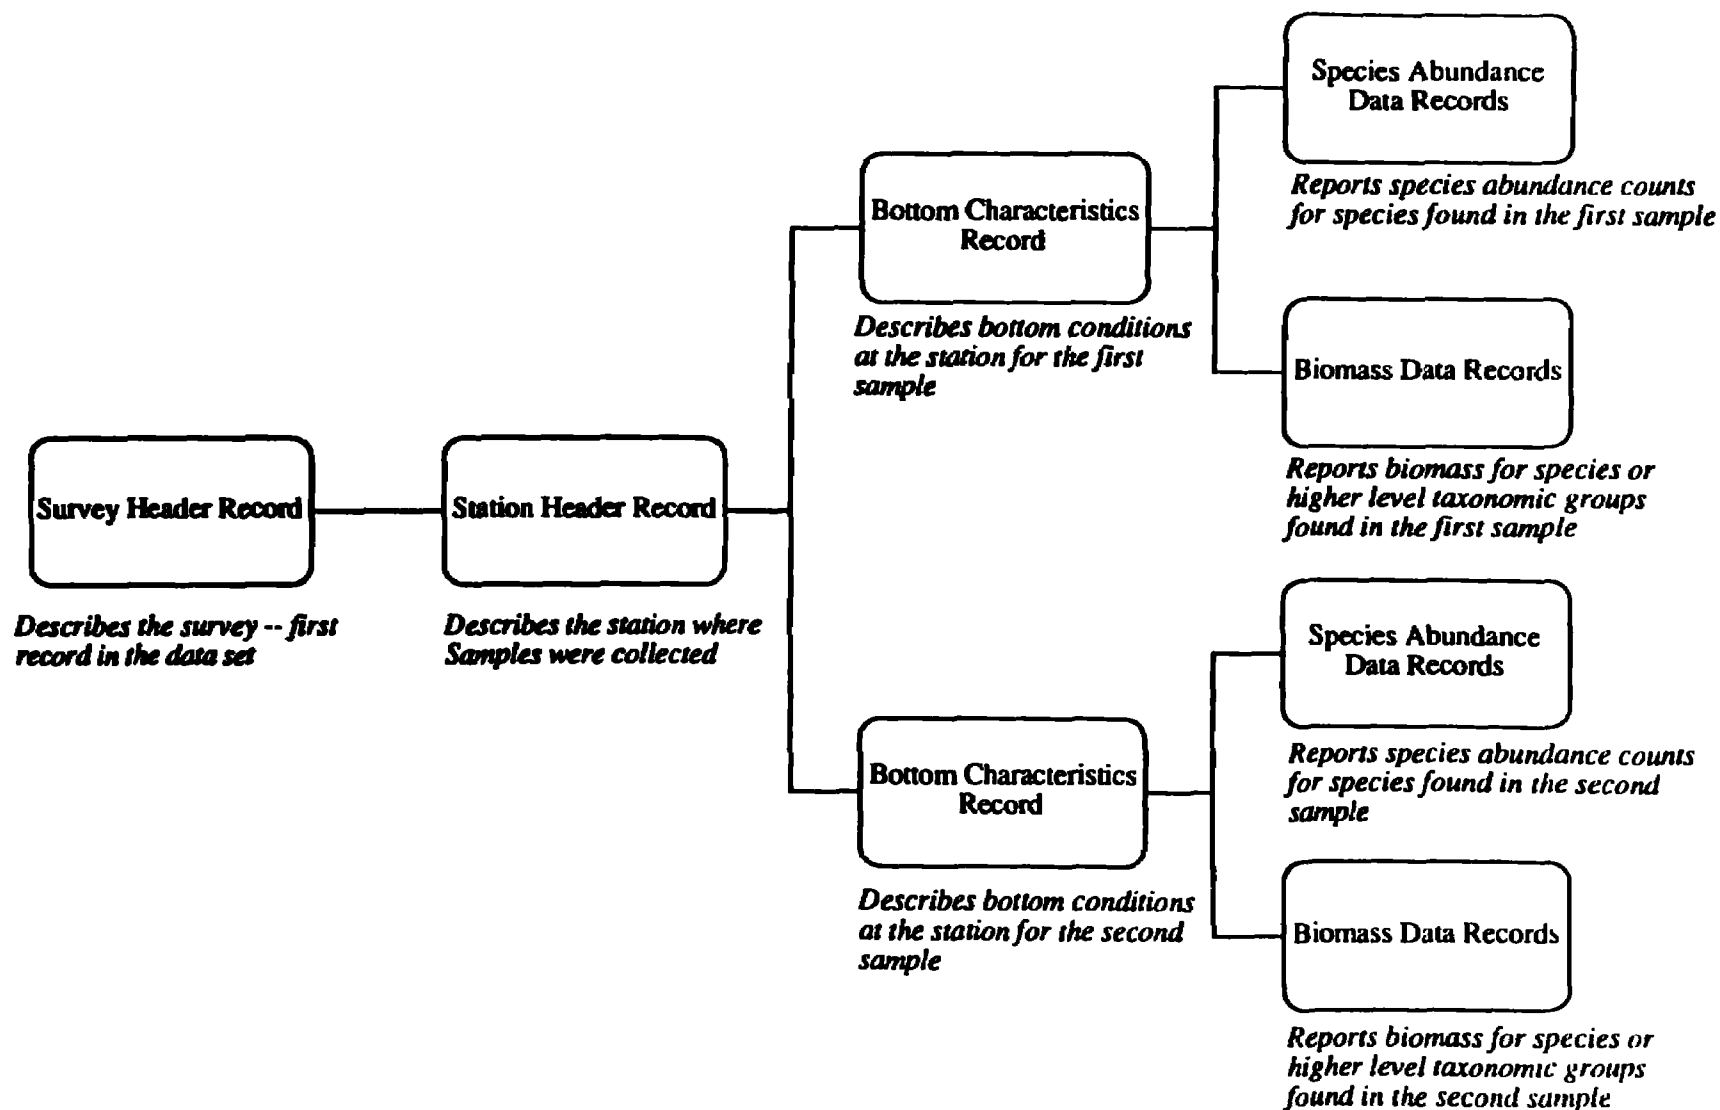 Survey Header Record
Describes the survey -- first
record in the data set
Station Header Record
Describes the station where
Samples were collected
Bottom Characteristics
Record
Describes bottom conditions
at the station for the first
sample
Species Abundance
Data Records
Reports species abundance counts
for species found in the first sample
Biomass Data Records
Reports biomass for species or
higher level taxonomic groups
found in the first sample
Bottom Characteristics
Record
Describes bottom conditions
at the station for the second
sample
Species Abundance
Data Records
Reports species abundance counts
for species found in the second
sample
Biomass Data Records
Reports biomass for species or
higher level taxonomic groups
found in the second sample